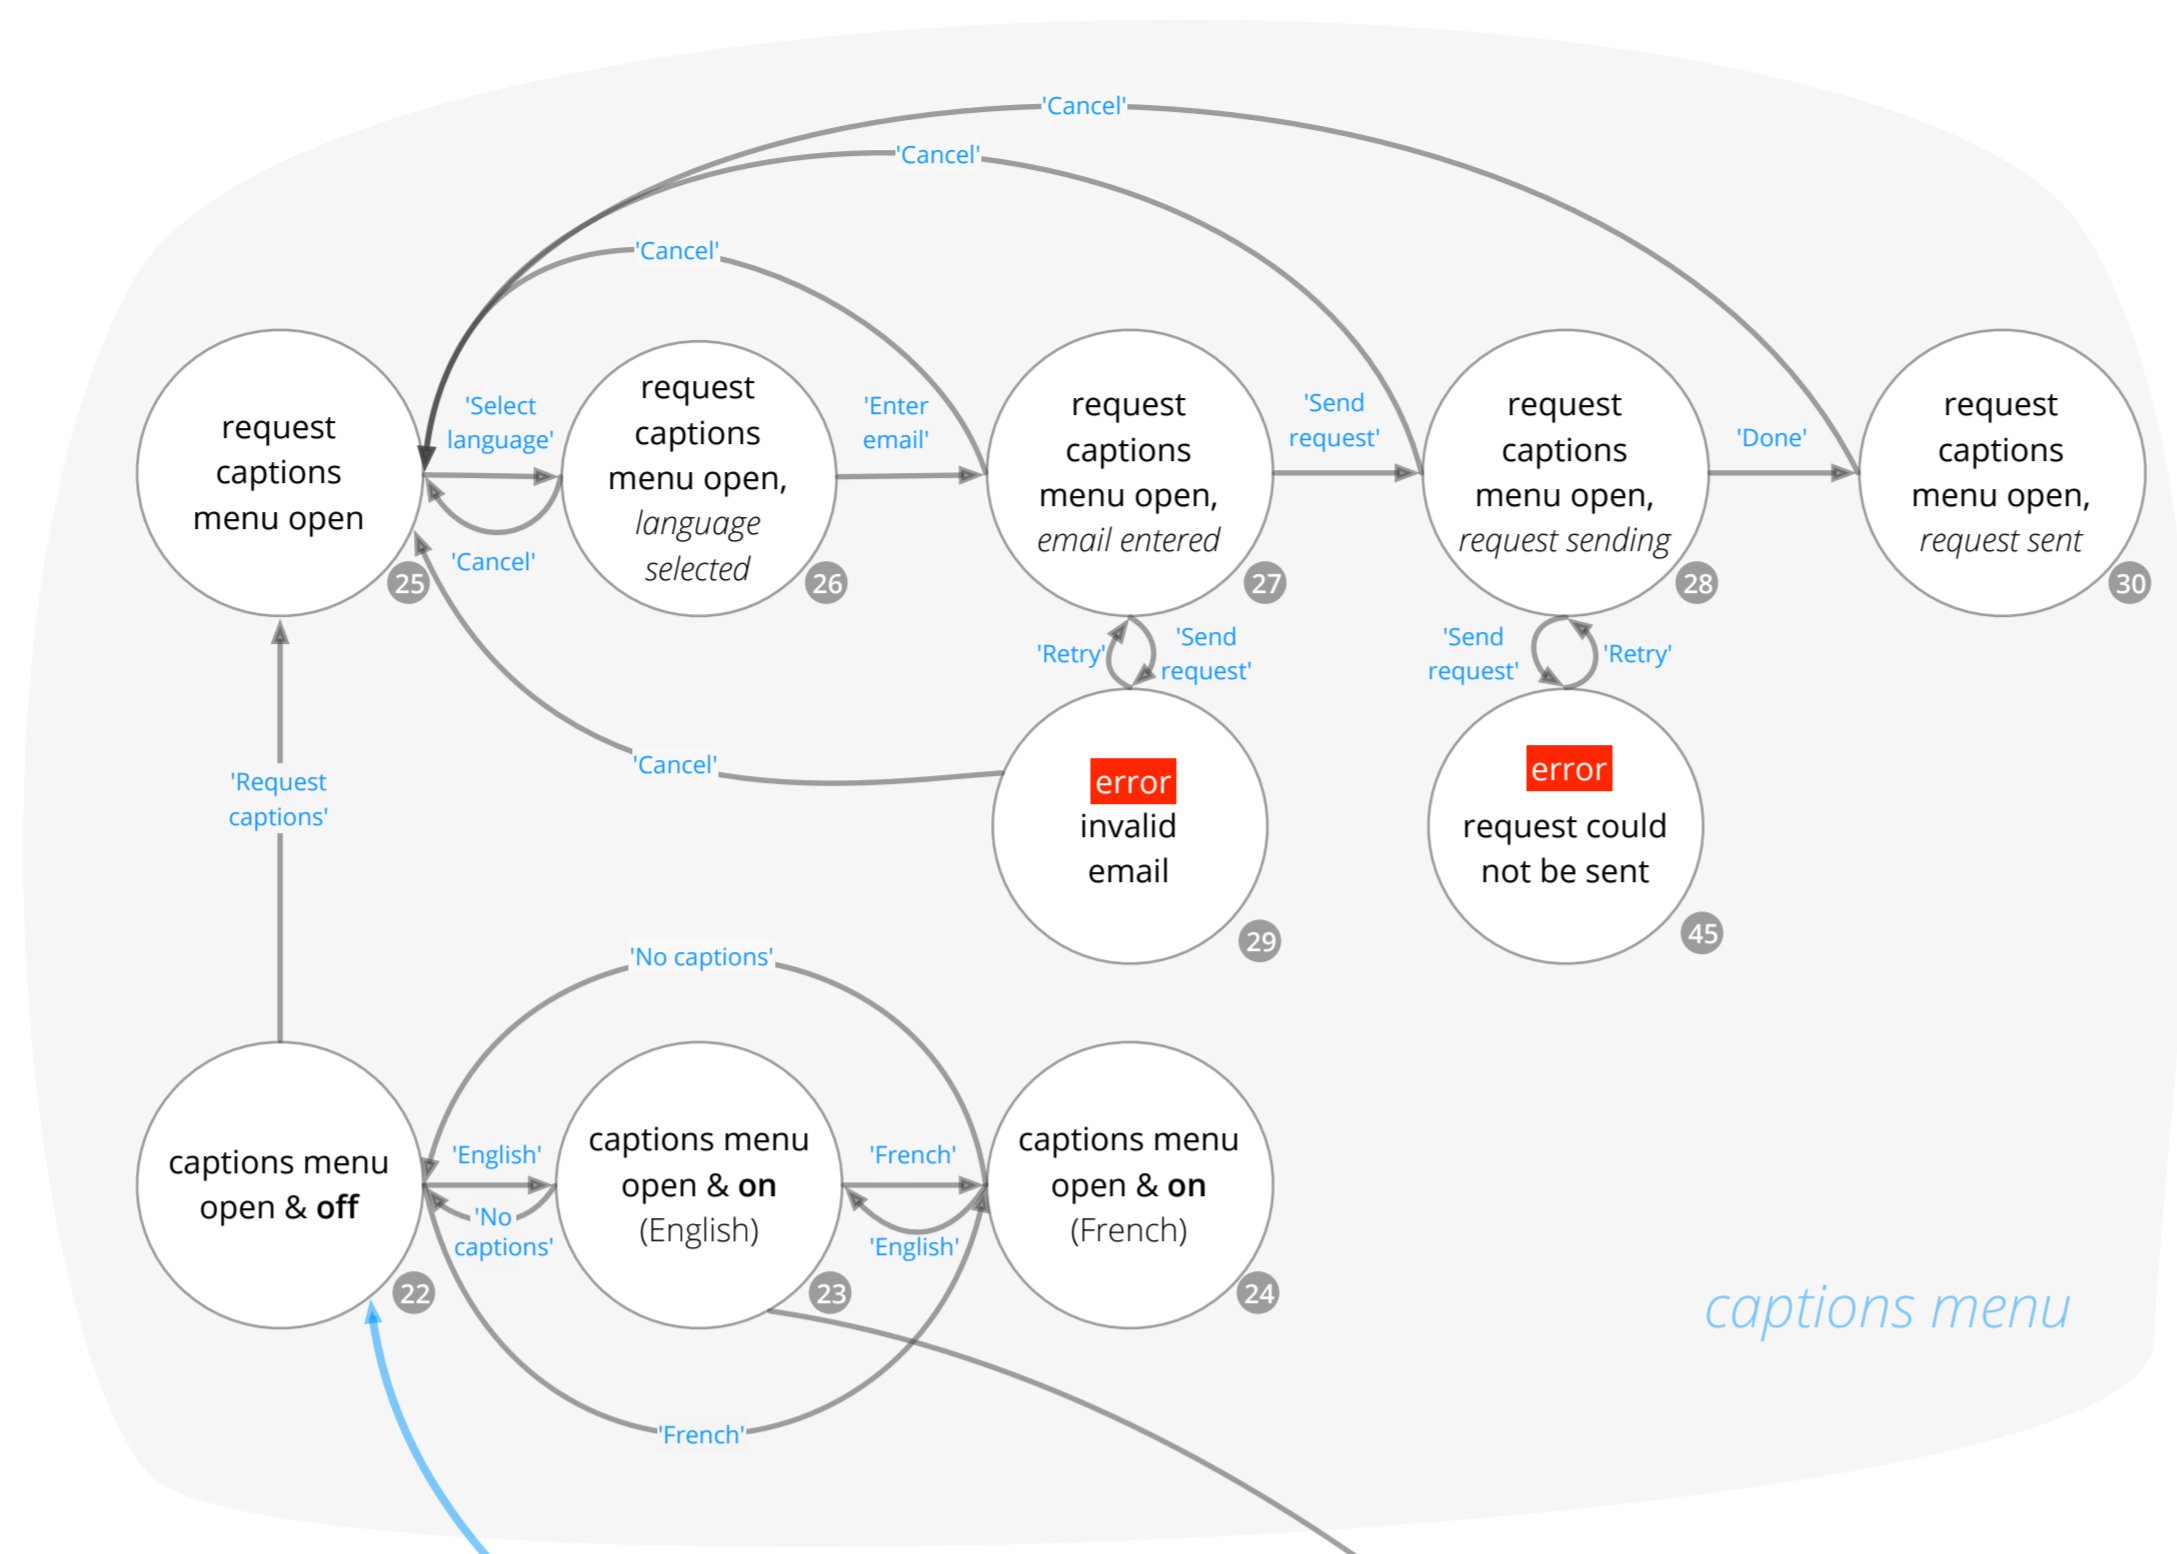 'Cancel'
'Cancel'
'Cancel'
request
captions
menu open
25
'Select
language'
'Cancel'
request
captions
menu open,
language
selected
26
'Enter
email'
request
captions
menu open,
email entered
27
'Send
request'
request
captions
menu open,
request sending
28
'Done'
request
captions
menu open,
request sent
30
'Retry'
'Send
request'
'Send
request'
'Retry'
'Cancel'
'Request
captions'
error
invalid
email
29
error
request could
not be sent
45
'No captions'
captions menu
open & off
22
'English'
'No
captions'
captions menu
open & on
(English)
23
'French'
'English'
captions menu
open & on
(French)
24
'French'
captions menu